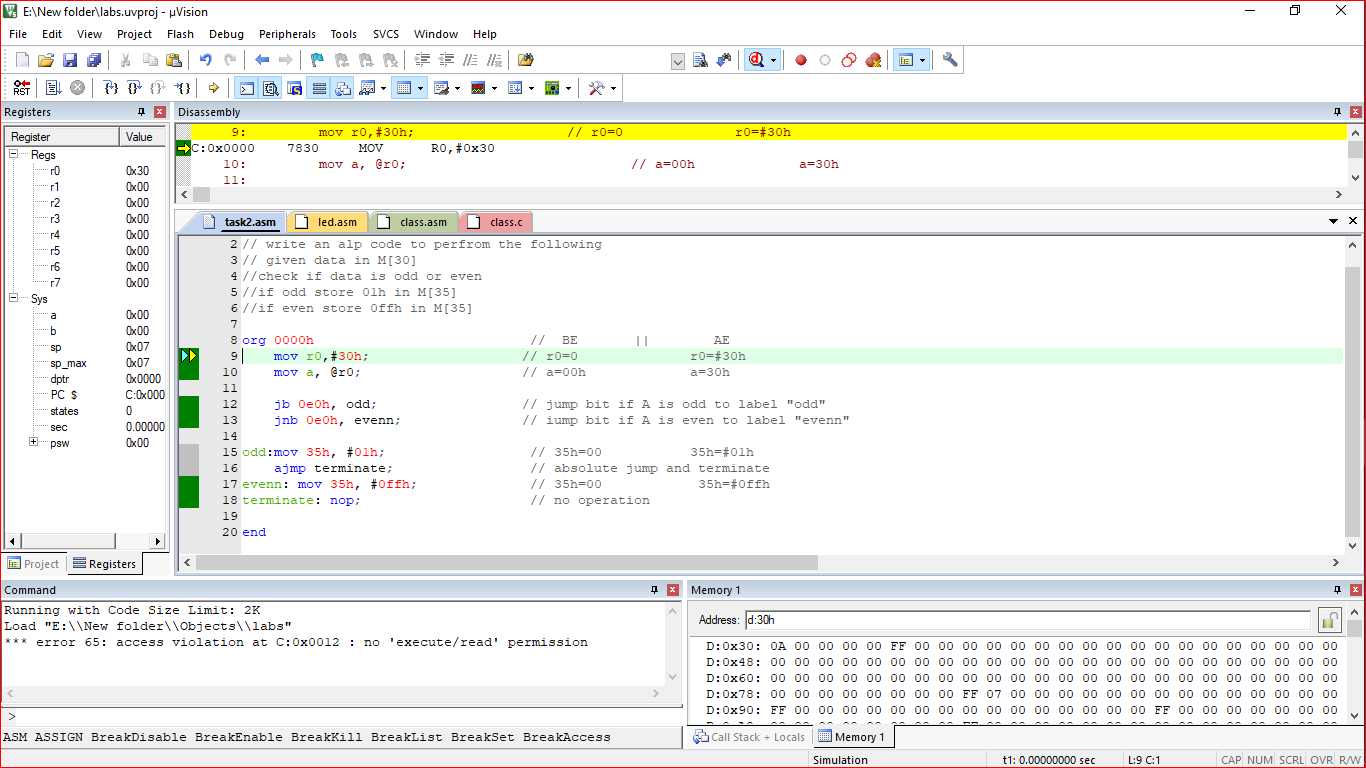 E:\New folder\labs.uvproj - µVision
File Edit View Project Flash Debug Peripherals Tools SVCS Window Help
RST
Registers
Register Value
Regs
r0 0x30
r1 0x00
r2 0x00
r3 0x00
r4 0x00
r5 0x00
r6 0x00
r7 0x00
Sys
a 0x00
b 0x00
sp 0x07
sp_max 0x07
dptr 0x0000
PC $ C:0x000
states 0
sec 0.00000
psw 0x00
Project Registers
Disassembly
9: mov r0,#30h; // r0=0 r0=#30h
C:0x0000 7830 MOV R0,#0x30
10: mov a, @r0; // a=00h a=30h
11:
task2.asm led.asm class.asm class.c
2 // write an alp code to perfrom the following
3 // given data in M[30]
4 //check if data is odd or even
5 //if odd store 01h in M[35]
6 //if even store 0ffh in M[35]
7
8 org 0000h // BE || AE
9 mov r0,#30h; // r0=0 r0=#30h
10 mov a, @r0; // a=00h a=30h
11
12 jb 0e0h, odd; // jump bit if A is odd to label "odd"
13 jnb 0e0h, evenn; // iump bit if A is even to label "evenn"
14
15 odd:mov 35h, #01h; // 35h=00 35h=#01h
16 ajmp terminate; // absolute jump and terminate
17 evenn: mov 35h, #0ffh; // 35h=00 35h=#0ffh
18 terminate: nop; // no operation
19
20 end
Command
Running with Code Size Limit: 2K
Load "E:\\New folder\\Objects\\labs"
*** error 65: access violation at C:0x0012 : no 'execute/read' permission
>
ASM ASSIGN BreakDisable BreakEnable BreakKill BreakList BreakSet BreakAccess
Memory 1
Address: d:30h
D:0x30: 0A 00 00 00 00 FF 00 00 00 00 00 00 00 00 00 00 00 00 00 00 00 00 00 00
D:0x48: 00 00 00 00 00 00 00 00 00 00 00 00 00 00 00 00 00 00 00 00 00 00 00 00
D:0x60: 00 00 00 00 00 00 00 00 00 00 00 00 00 00 00 00 00 00 00 00 00 00 00 00
D:0x78: 00 00 00 00 00 00 00 00 FF 07 00 00 00 00 00 00 00 00 00 00 00 00 00 00
D:0x90: FF 00 00 00 00 00 00 00 00 00 00 00 00 00 00 00 FF 00 00 00 00 00 00 00
Call Stack + Locals Memory 1
Simulation t1: 0.00000000 sec L:9 C:1 CAP NUM SCRL OVR R/W